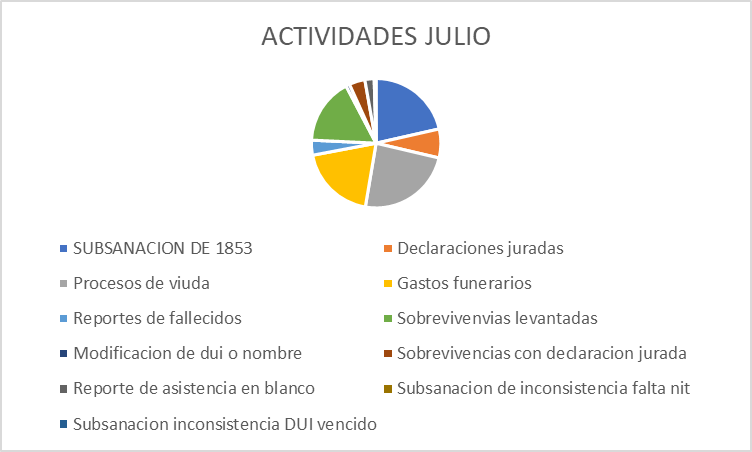 ACTIVIDADES JULIO
SUBSANACION DE 1853
Declaraciones juradas
Procesos de viuda
Gastos funerarios
Reportes de fallecidos
Sobrevivenvias levantadas
Modificacion de dui o nombre
Sobrevivencias con declaracion jurada
Reporte de asistencia en blanco
Subsanacion de inconsistencia falta nit
Subsanacion inconsistencia DUI vencido